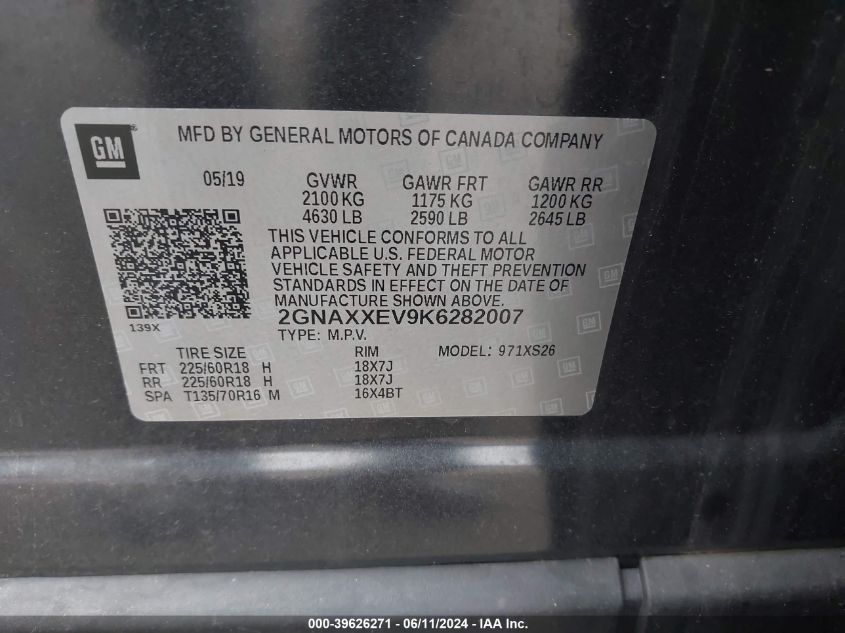 GM
MFD BY GENERAL MOTORS OF CANADA COMPANY
05/19 GVWR GAWR FRT GAWR RR
2100 KG 1175 KG 1200 KG
4630 LB 2590 LB 2645 LB
THIS VEHICLE CONFORMS TO ALL
APPLICABLE U.S. FEDERAL MOTOR
VEHICLE SAFETY AND THEFT PREVENTION
STANDARDS IN EFFECT ON THE DATE OF
MANUFACTURE SHOWN ABOVE.
139X
2GNAXXEV9K6282007
TYPE: M.P.V.
TIRE SIZE RIM MODEL: 971XS26
FRT 225/60R18 H 18X7J
RR 225/60R18 H 18X7J
SPA T135/70R16 M 16X4BT
000-39626271 - 06/11/2024 - IAA Inc.